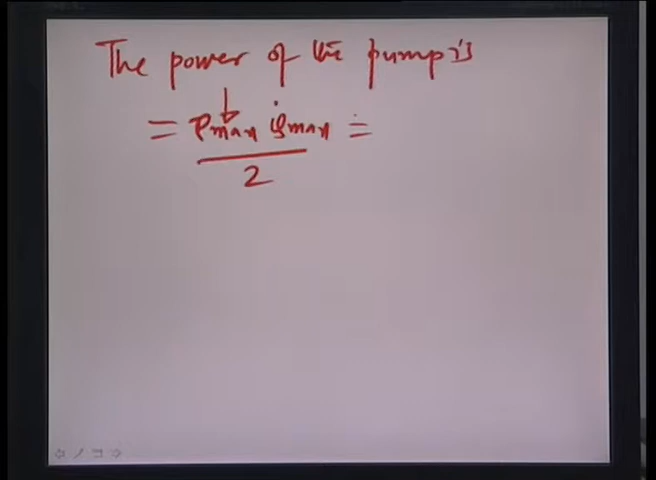 The power of the pump is
= Pmax Q̇max =
2